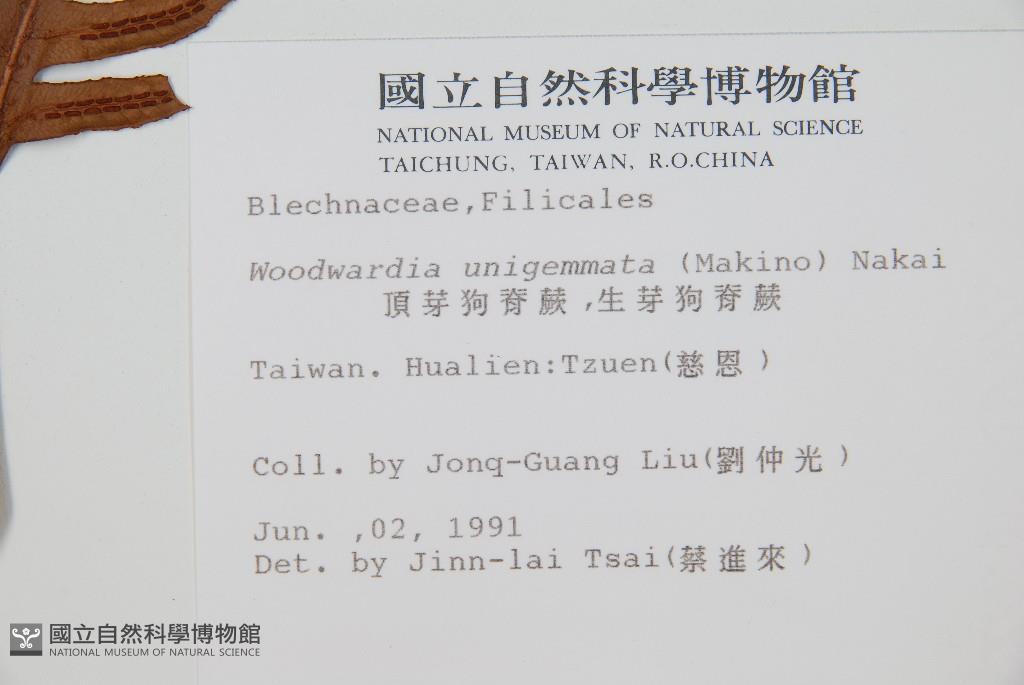 國立自然科學博物館
NATIONAL MUSEUM OF NATURAL SCIENCE
TAICHUNG, TAIWAN, R.O.CHINA
Blechnaceae,Filicales
Woodwardia unigemmata (Makino) Nakai
頂芽狗脊蕨,生芽狗脊蕨
Taiwan. Hualien:Tzuen(慈恩)
Coll. by Jonq-Guang Liu(劉仲光)
Jun. ,02, 1991
Det. by Jinn-lai Tsai(蔡進來)
國立自然科學博物館
NATIONAL MUSEUM OF NATURAL SCIENCE